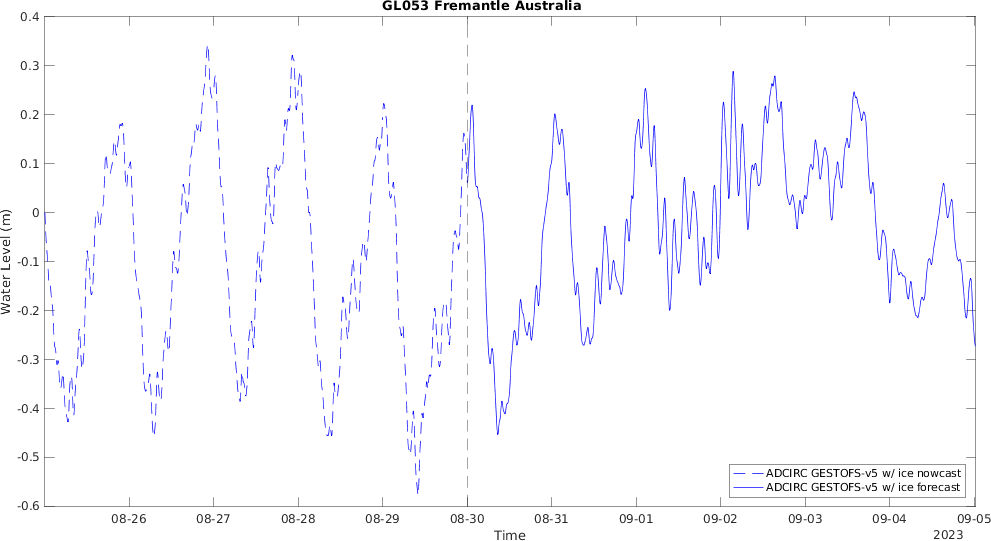 GL053 Fremantle Australia
0.4
0.3
0.2
0.1
0
-0.1
-0.2
-0.3
-0.4
-0.5
-0.6
Water Level (m)
ADCIRC GESTOFS-v5 w/ ice nowcast
ADCIRC GESTOFS-v5 w/ ice forecast
08-26 08-27 08-28 08-29 08-30 08-31 09-01 09-02 09-03 09-04 09-05
Time
2023